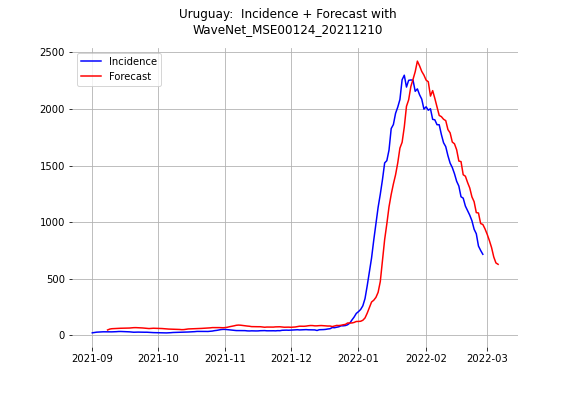 Uruguay:  Incidence + Forecast with
WaveNet_MSE00124_20211210
2500
2000
1500
1000
500
0
Incidence
Forecast
2021-09 2021-10 2021-11 2021-12 2022-01 2022-02 2022-03